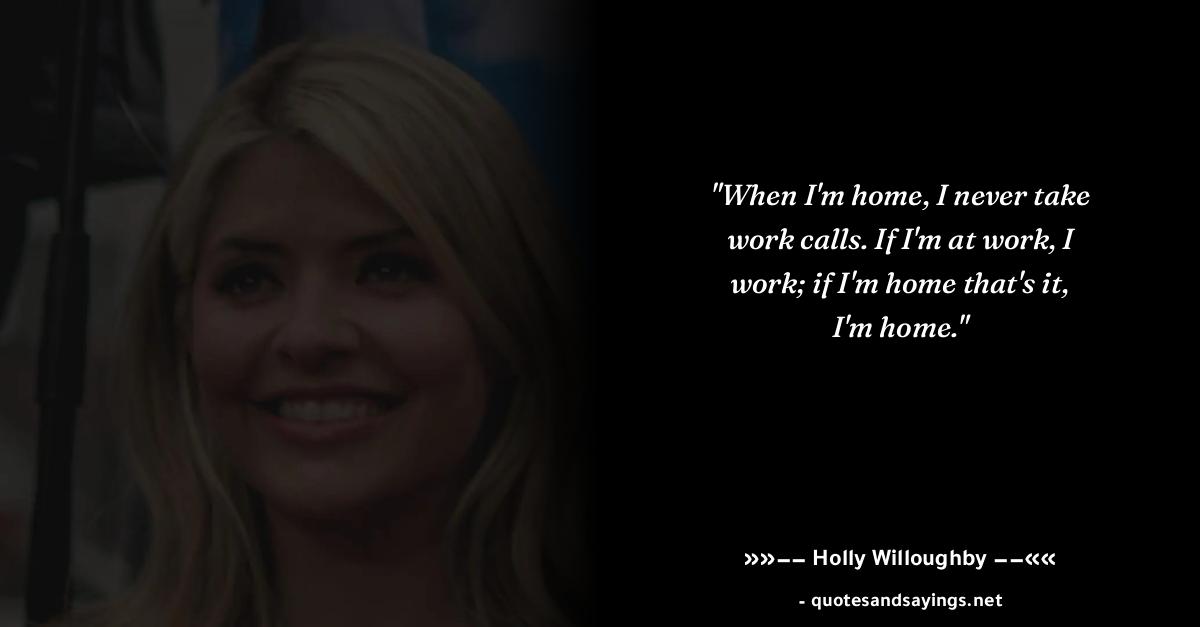 "When I'm home, I never take
work calls. If I'm at work, I
work; if I'm home that's it,
I'm home."
»»–– Holly Willoughby ––««
- quotesandsayings.net